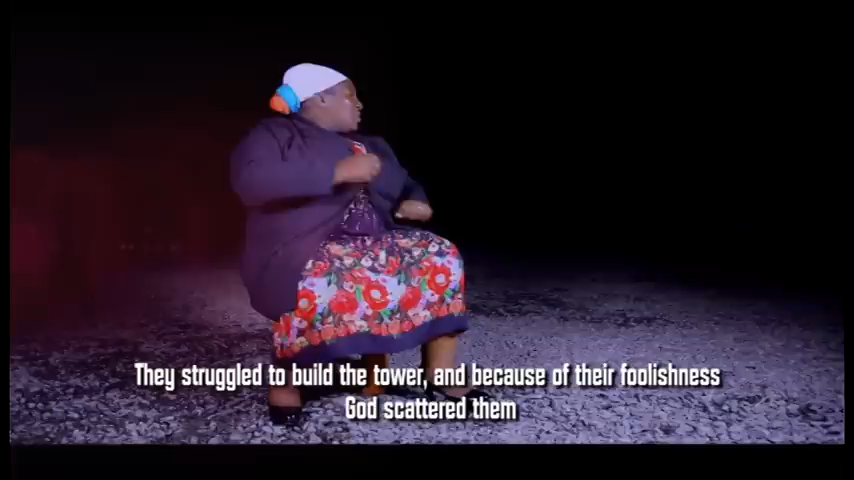 They struggled to build the tower, and because of their foolishness
God scattered them